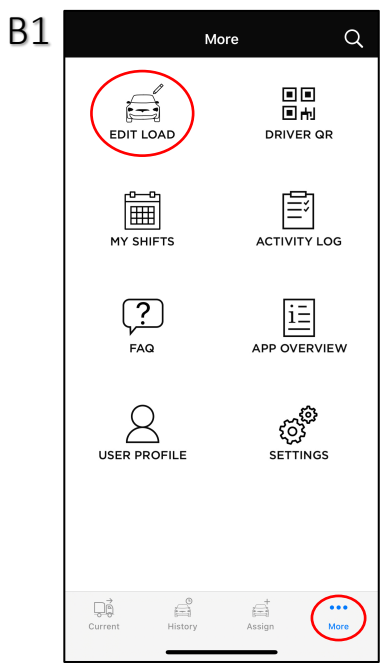 B1
More
EDIT LOAD
DRIVER QR
MY SHIFTS
ACTIVITY LOG
?
i
FAQ
APP OVERVIEW
USER PROFILE
SETTINGS
Current
History
Assign
More